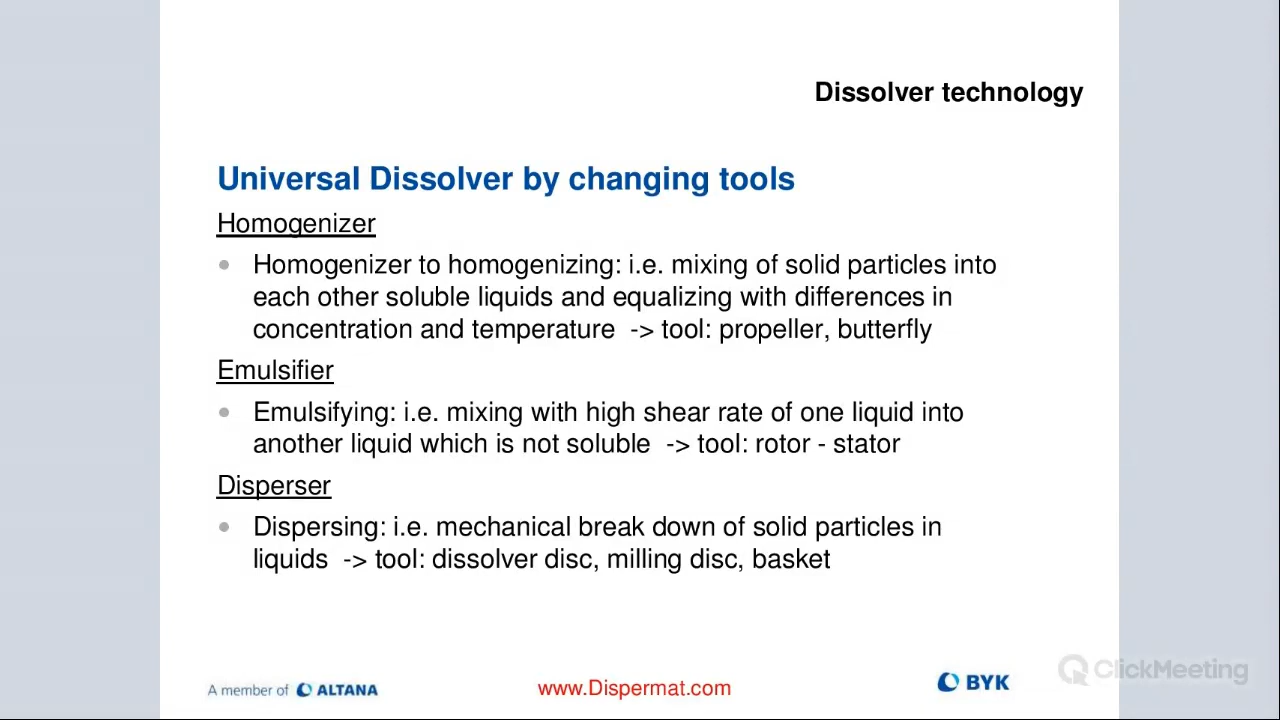 Dissolver technology
Universal Dissolver by changing tools
Homogenizer
Homogenizer to homogenizing: i.e. mixing of solid particles into
each other soluble liquids and equalizing with differences in
concentration and temperature -> tool: propeller, butterfly
Emulsifier
Emulsifying: i.e. mixing with high shear rate of one liquid into
another liquid which is not soluble -> tool: rotor - stator
Disperser
Dispersing: i.e. mechanical break down of solid particles in
liquids -> tool: dissolver disc, milling disc, basket
A member of ALTANA
www.Dispermat.com
BYK
ClickMeeting